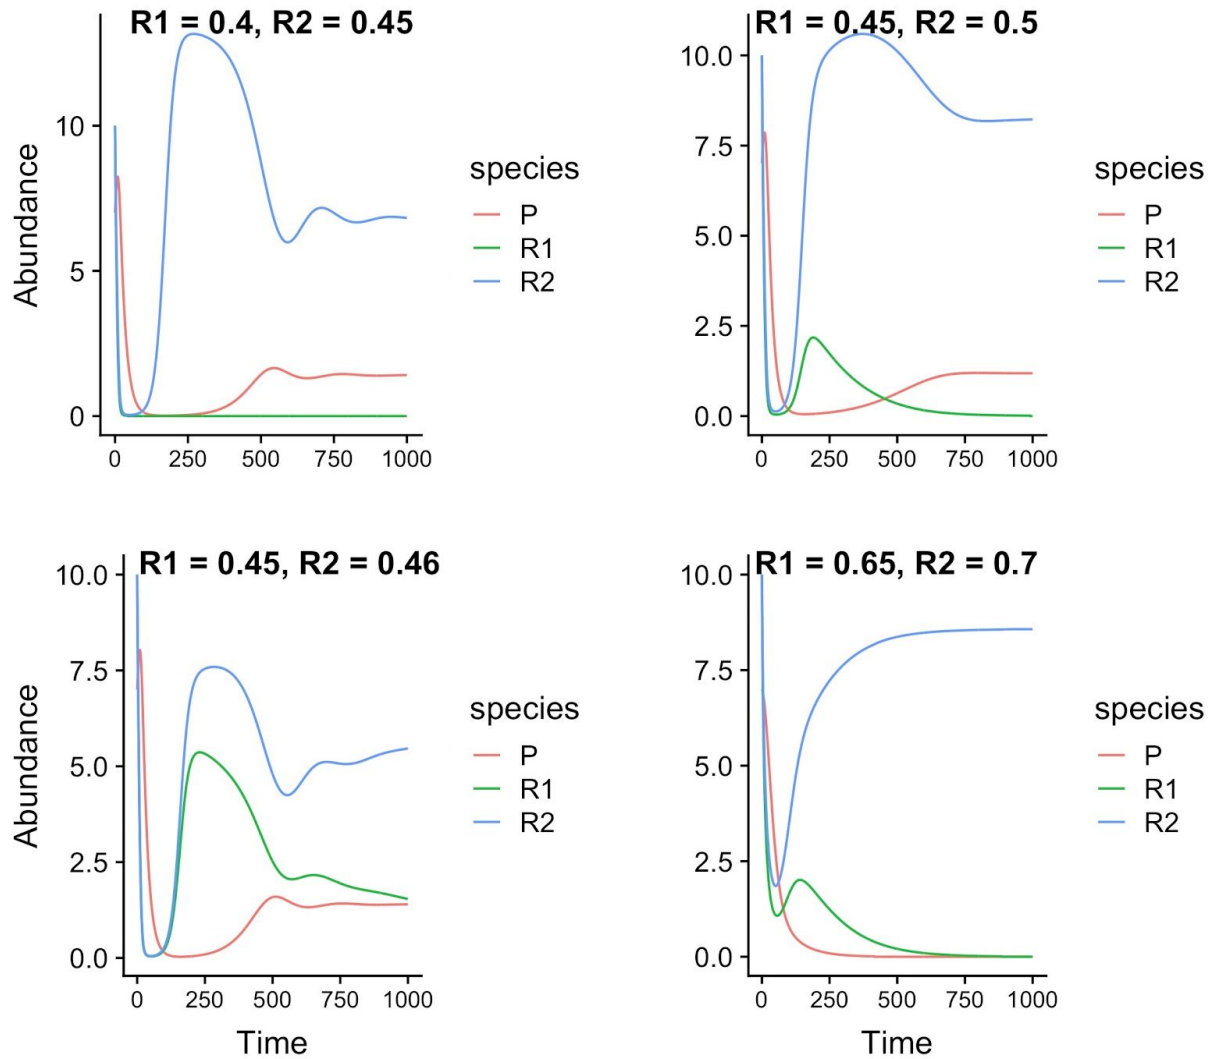 R1 = 0.4, R2 = 0.45
Abundance
10
5
0
0 250 500 750 1000
species
P
R1
R2
R1 = 0.45, R2 = 0.5
10.0
7.5
5.0
2.5
0.0
0 250 500 750 1000
species
P
R1
R2
R1 = 0.45, R2 = 0.46
Abundance
10.0
7.5
5.0
2.5
0.0
0 250 500 750 1000
Time
species
P
R1
R2
R1 = 0.65, R2 = 0.7
10.0
7.5
5.0
2.5
0.0
0 250 500 750 1000
Time
species
P
R1
R2